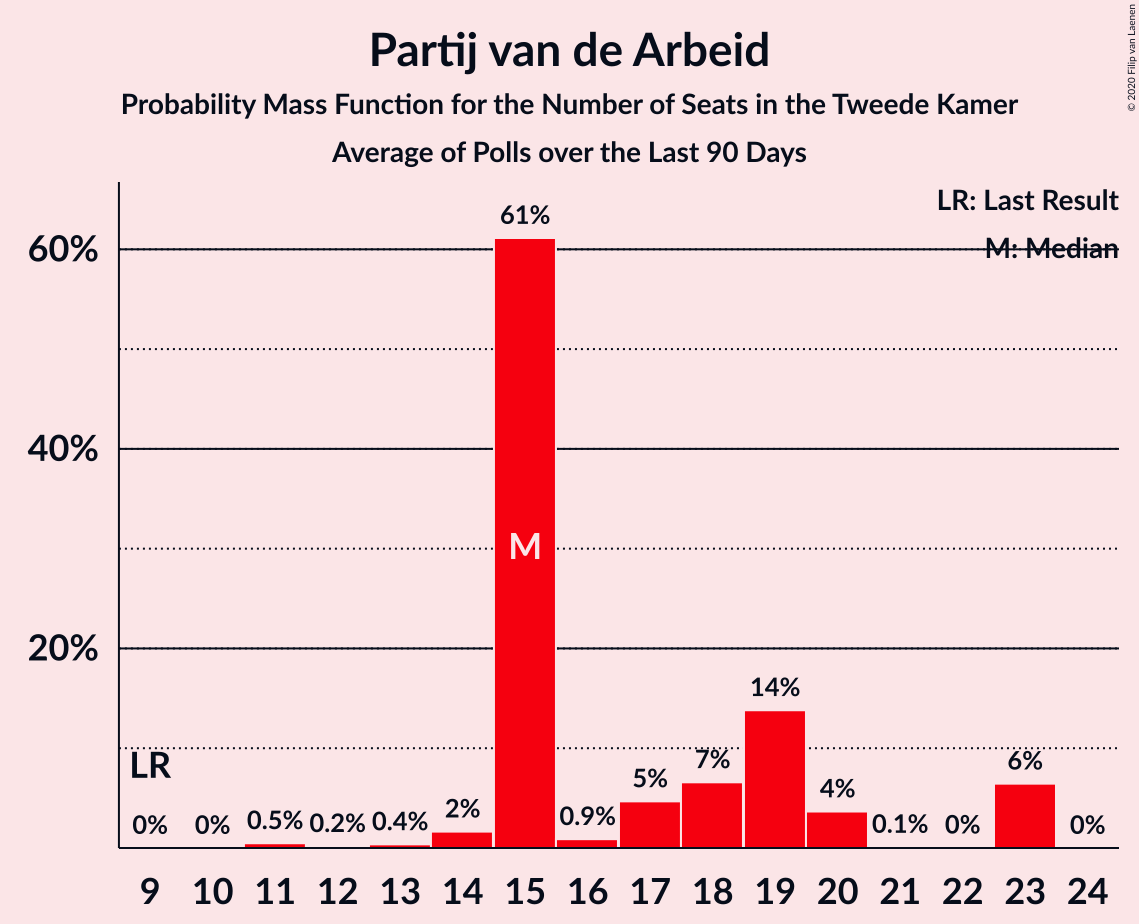 Partij van de Arbeid
Probability Mass Function for the Number of Seats in the Tweede Kamer
Average of Polls over the Last 90 Days
© 2020 Filip van Laenen
LR: Last Result
M: Median
60%
40%
20%
61%
M
LR
0% 0% 0.5% 0.2% 0.4% 2% 0.9% 5% 7% 14% 4% 0.1% 0% 6% 0%
9 10 11 12 13 14 15 16 17 18 19 20 21 22 23 24